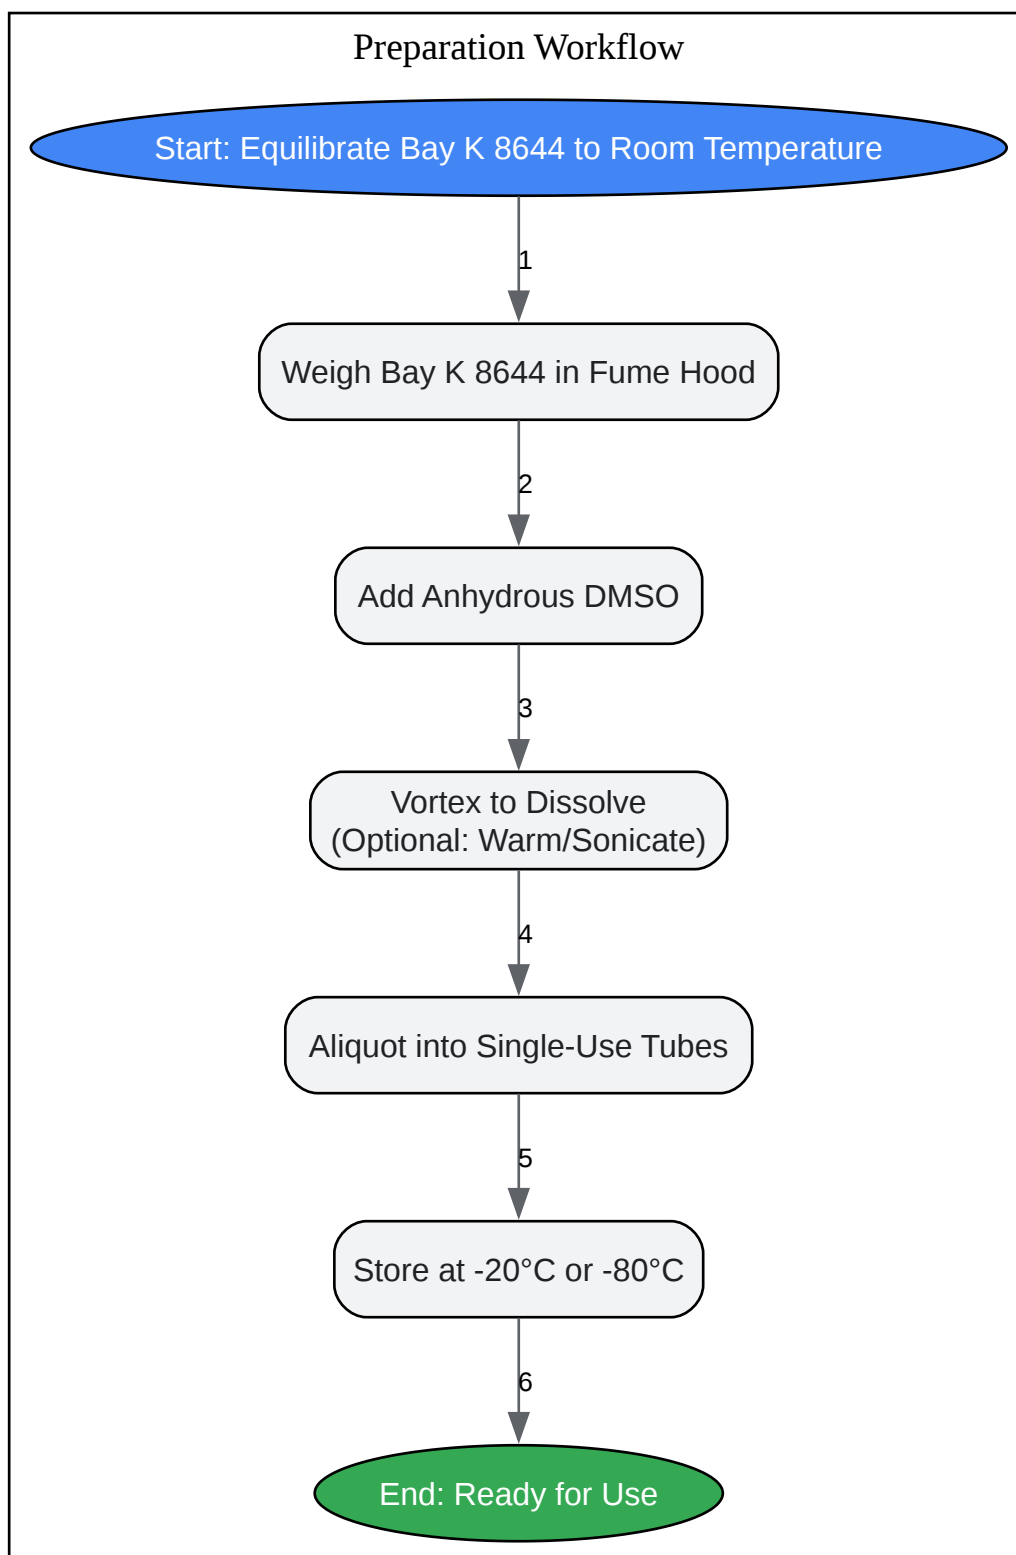 Preparation Workflow
Start: Equilibrate Bay K 8644 to Room Temperature
1
Weigh Bay K 8644 in Fume Hood
2
Add Anhydrous DMSO
3
Vortex to Dissolve
(Optional: Warm/Sonicate)
4
Aliquot into Single-Use Tubes
5
Store at -20°C or -80°C
6
End: Ready for Use